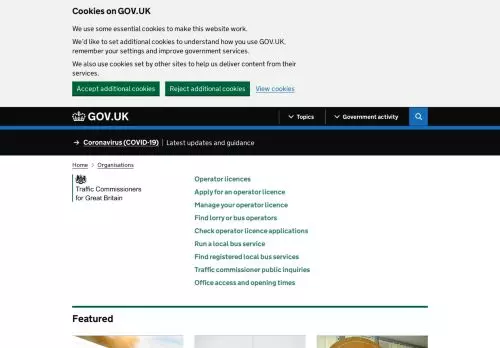 Cookies on GOV.UK
We use some essential cookies to make this website work.
We'd like to set additional cookies to understand how you use GOV.UK,
remember your settings and improve government services.
We also use cookies set by other sites to help us deliver content from their
services.
Accept additional cookies Reject additional cookies View cookies
GOV.UK Topics Government activity
→ Coronavirus (COVID-19) Latest updates and guidance
Home > Organisations
Traffic Commissioners
for Great Britain
Operator licences
Apply for an operator licence
Manage your operator licence
Find lorry or bus operators
Check operator licence applications
Run a local bus service
Find registered local bus services
Traffic commissioner public inquiries
Office access and opening times
Featured